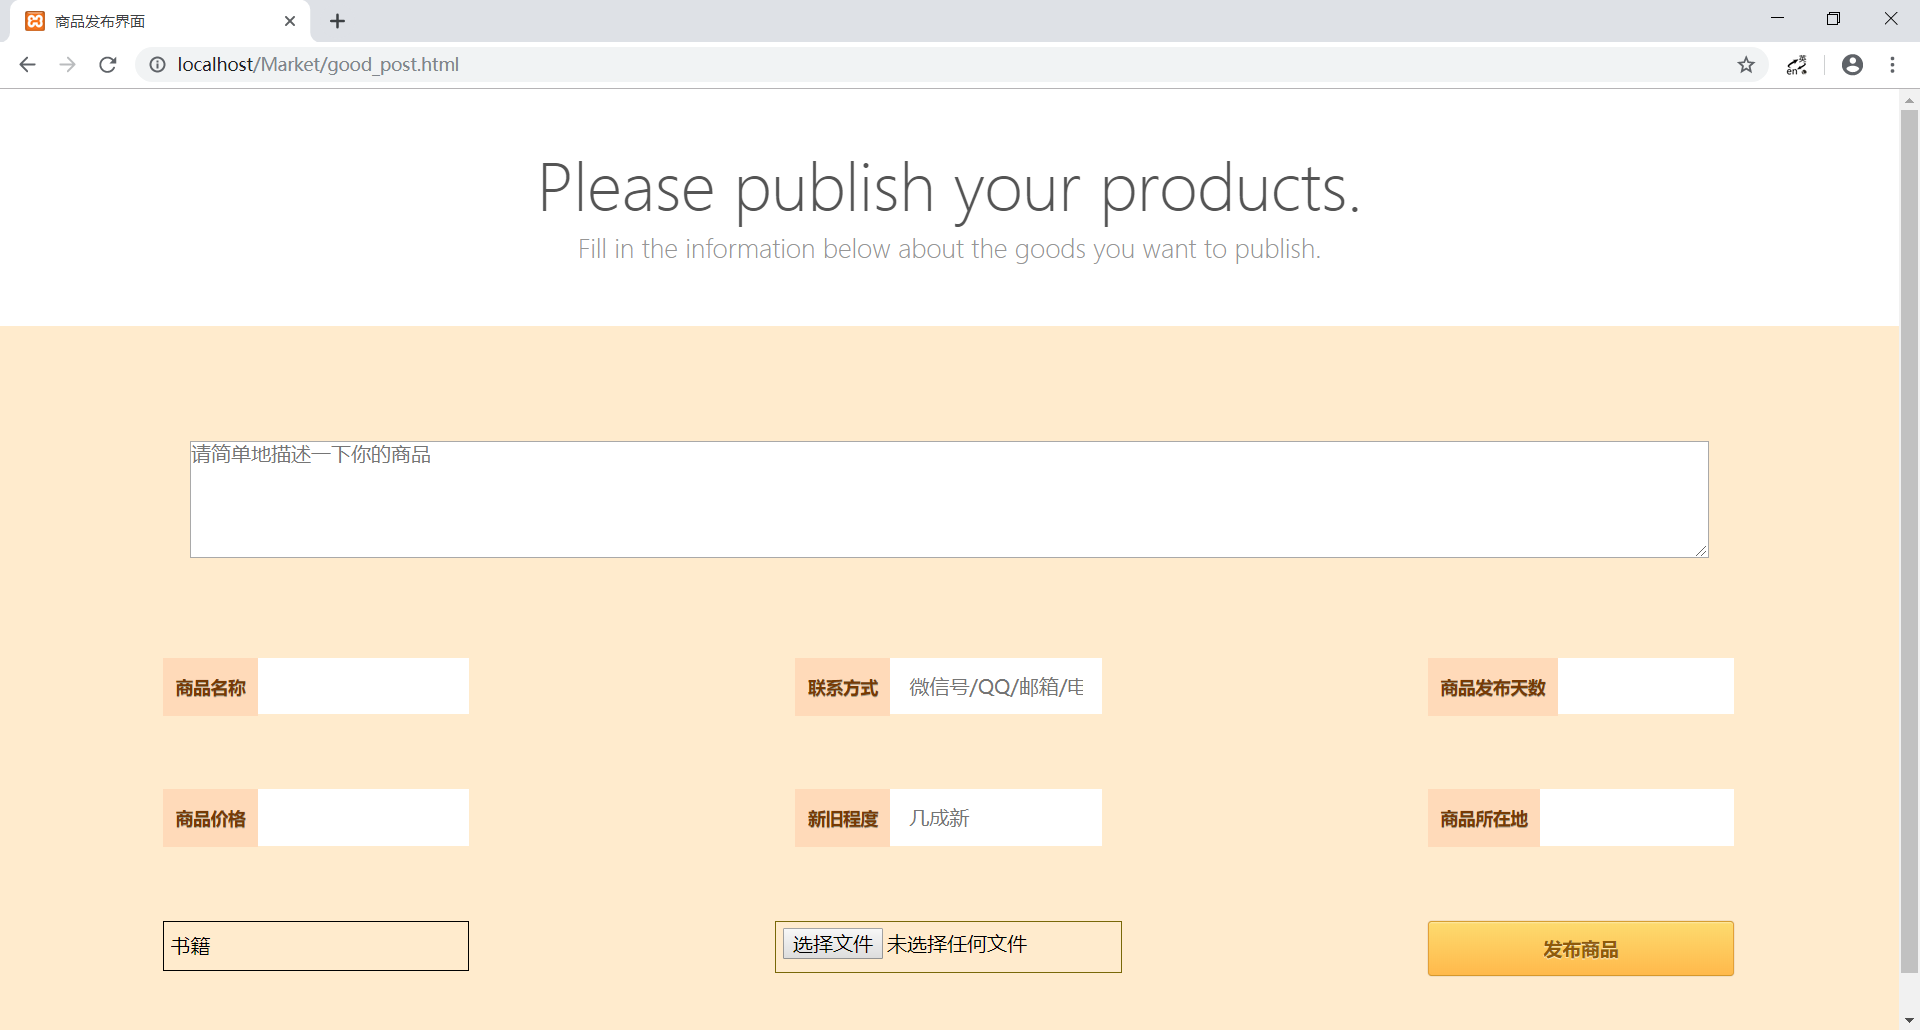 商品发布界面
localhost/Market/good_post.html
英
en
Please publish your products.
Fill in the information below about the goods you want to publish.
请简单地描述一下你的商品
商品名称
联系方式 微信号/QQ/邮箱/电
商品发布天数
商品价格
新旧程度 几成新
商品所在地
书籍
选择文件 未选择任何文件
发布商品